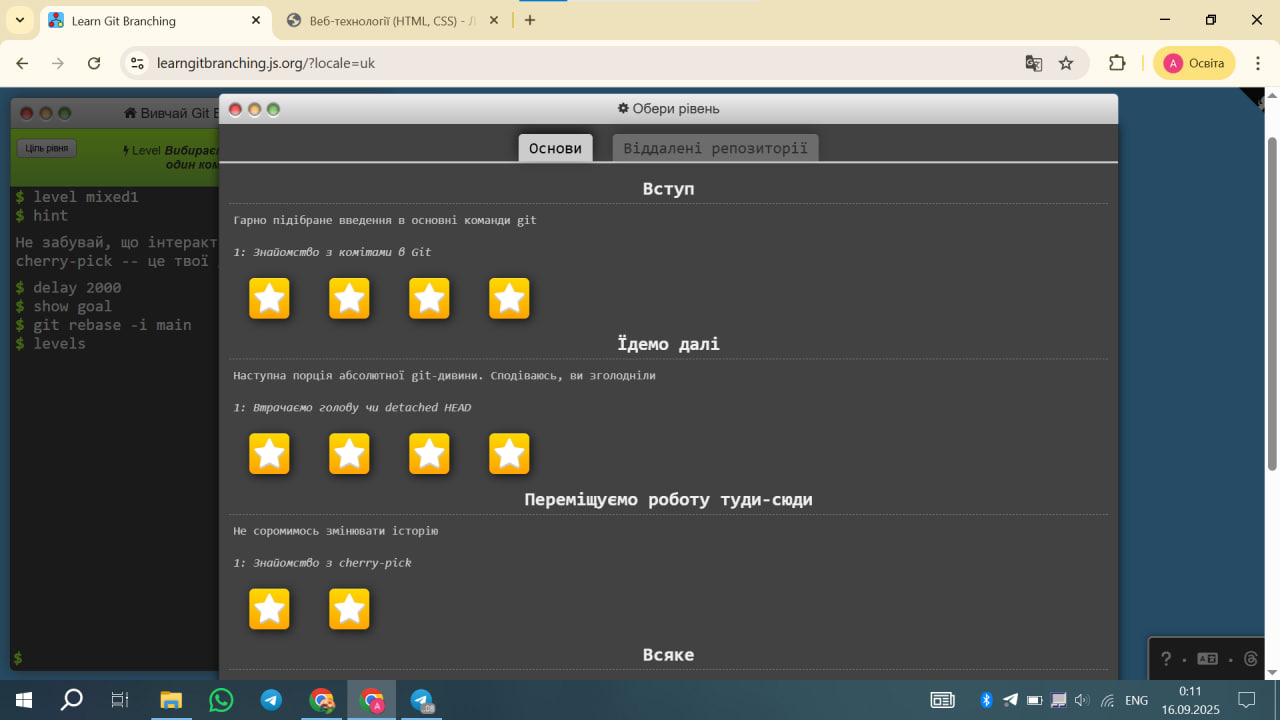 Learn Git Branching
Веб-технології (HTML, CSS) - Л
learngitbranching.js.org/?locale=uk
A
Освіта
Вивчай Git B
Обери рівень
Ціль рівня
Level Вибирає
один ком
Основи
Віддалені репозиторії
$ level mixed1
$ hint
Не забувай, що інтеракт
cherry-pick -- це твої
$ delay 2000
$ show goal
$ git rebase -i main
$ levels
$
Вступ
Гарно підібране введення в основні команди git
1: Знайомство з комітами в Git
Їдемо далі
Наступна порція абсолютної git-дивини. Сподіваюсь, ви зголодніли
1: Втрачаємо голову чи detached HEAD
Переміщуємо роботу туди-сюди
Не соромимось змінювати історію
1: Знайомство з cherry-pick
Всяке
?
ENG
0:11
16.09.2025